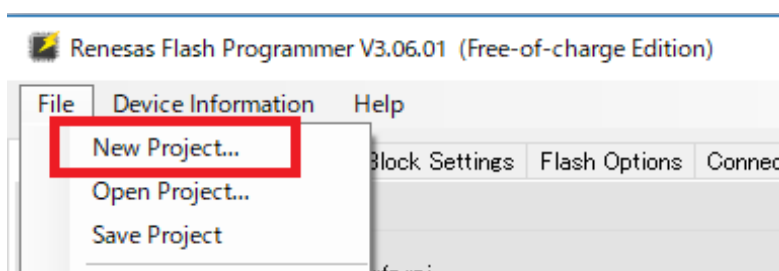 Renesas Flash Programmer V3.06.01 (Free-of-charge Edition)
File Device Information Help
New Project...
Block Settings Flash Options
Open Project...
Save Project